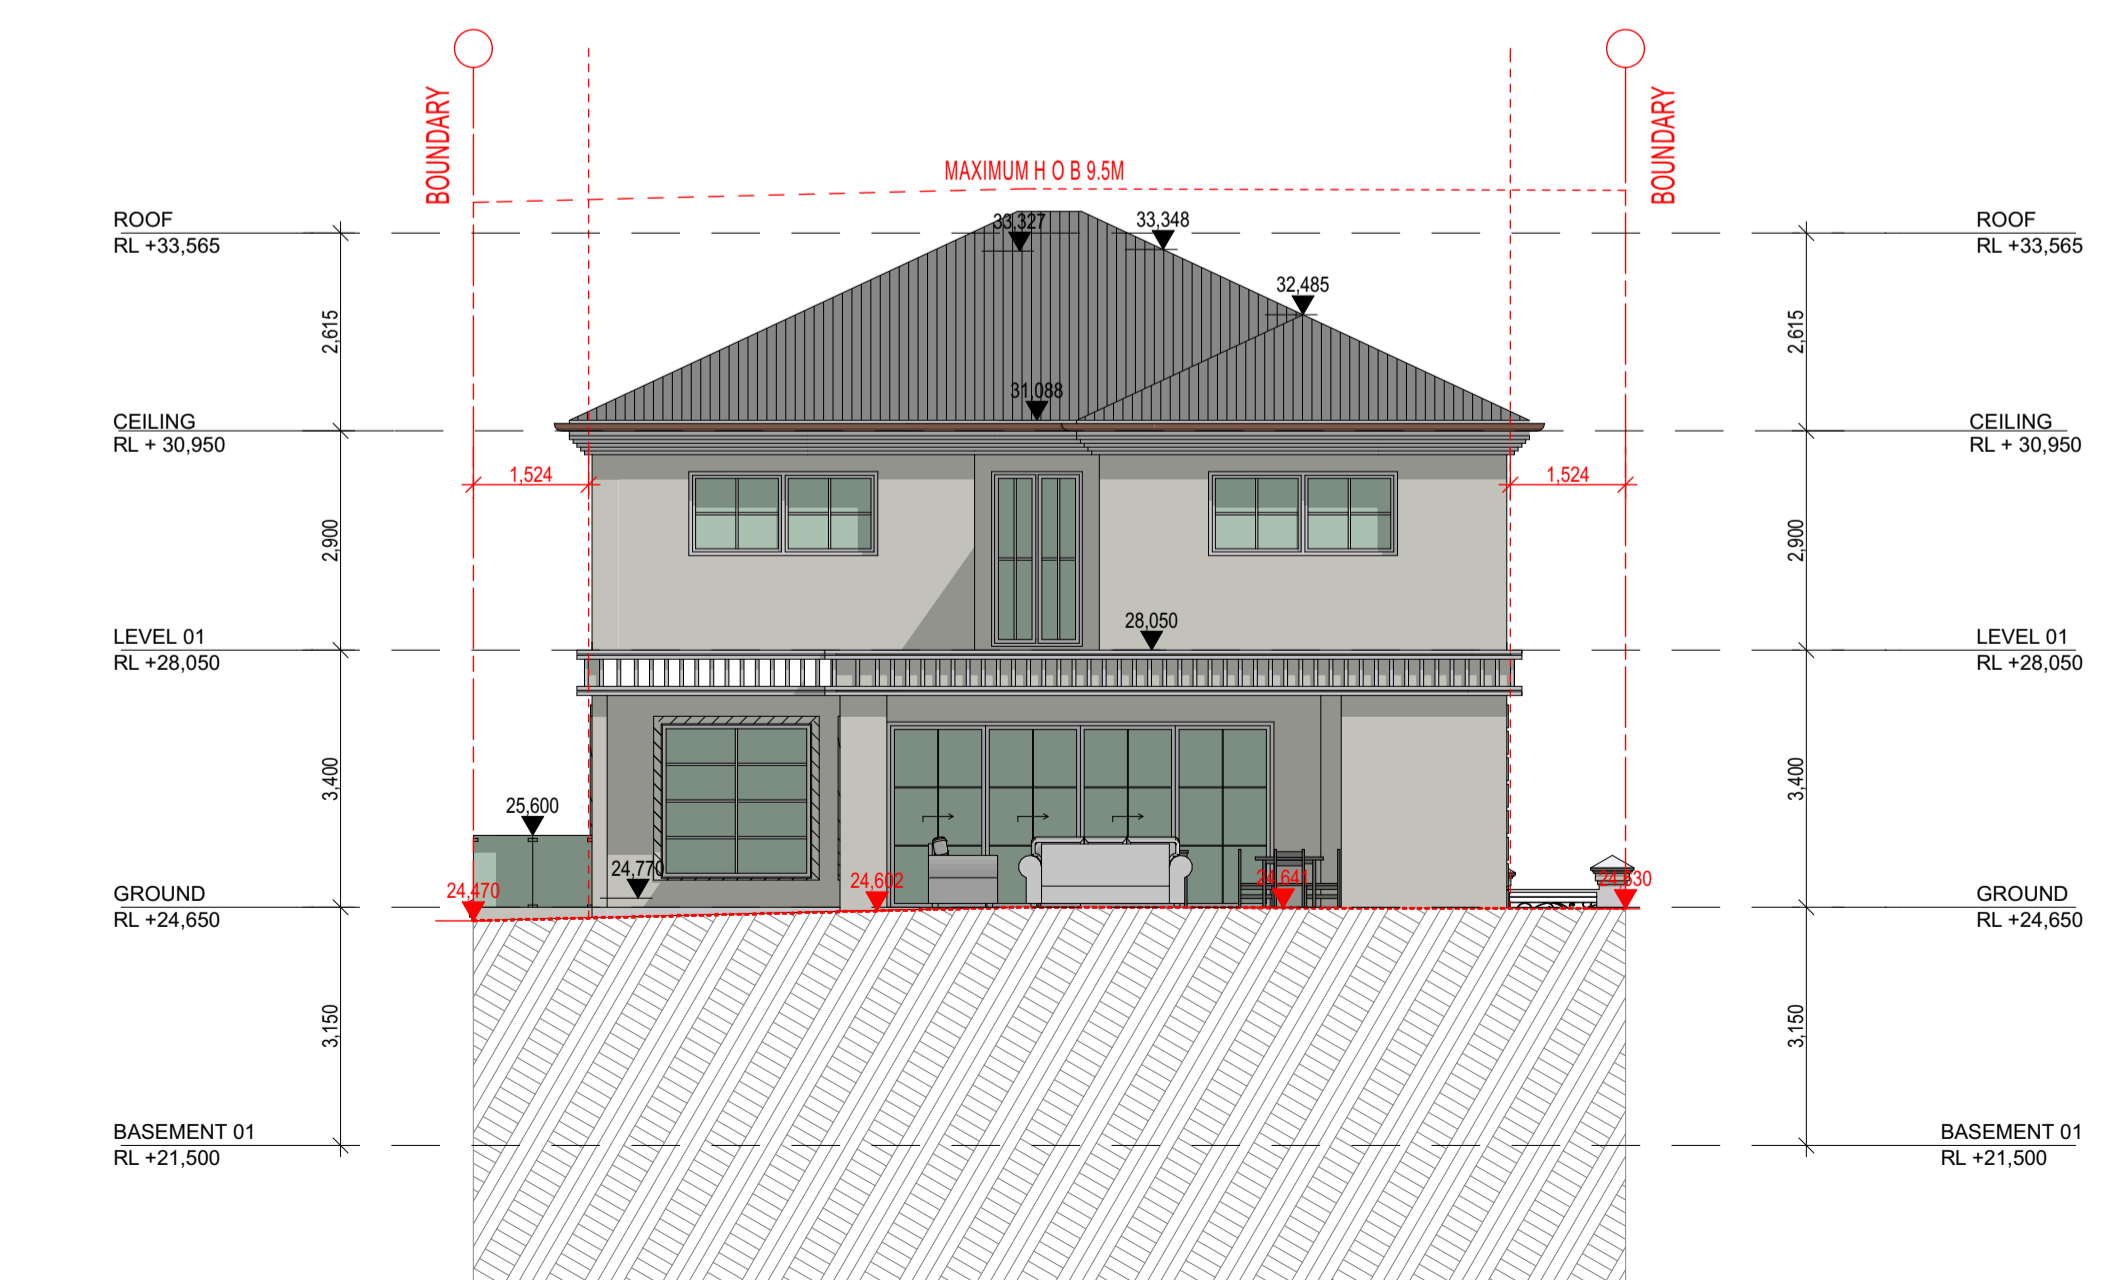 BOUNDARY
BOUNDARY
MAXIMUM H O B 9.5M
ROOF
RL +33,565
33,327
33,348
ROOF
RL +33,565
32,485
2,615
2,615
31,088
CEILING
RL + 30,950
CEILING
RL + 30,950
1,524
1,524
2,900
2,900
LEVEL 01
RL +28,050
28,050
LEVEL 01
RL +28,050
3,400
3,400
25,600
24,770
24,470
24,602
24,641
24,630
GROUND
RL +24,650
GROUND
RL +24,650
3,150
3,150
BASEMENT 01
RL +21,500
BASEMENT 01
RL +21,500